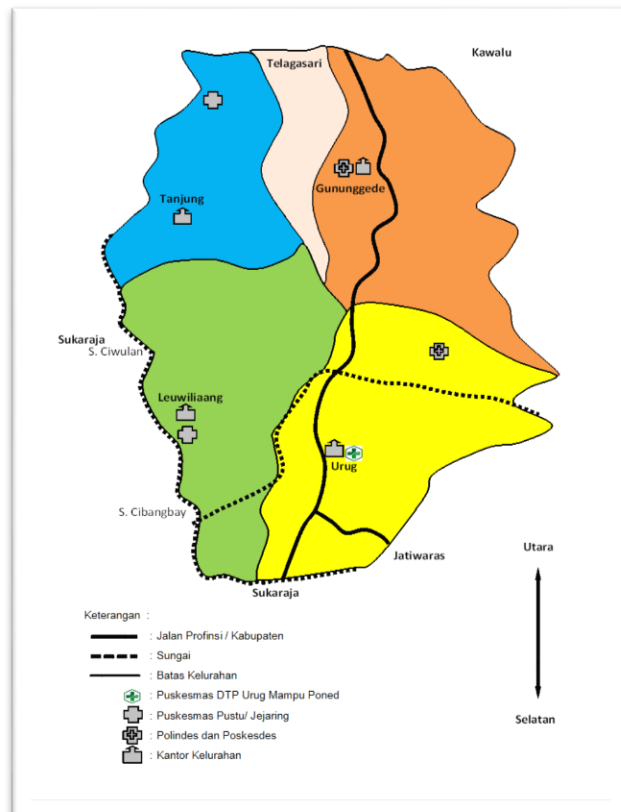 Kawalu
Telagasari
Gununggede
Tanjung
Sukaraja
S. Ciwulan
Leuwiliaang
Urug
S. Cibangbay
Jatiwaras
Utara
Sukaraja
Keterangan :
: Jalan Profinsi / Kabupaten
: Sungai
: Batas Kelurahan
: Puskesmas DTP Urug Mampu Poned
: Puskesmas Pustu/ Jejaring
: Polindes dan Poskesdes
: Kantor Kelurahan
Selatan